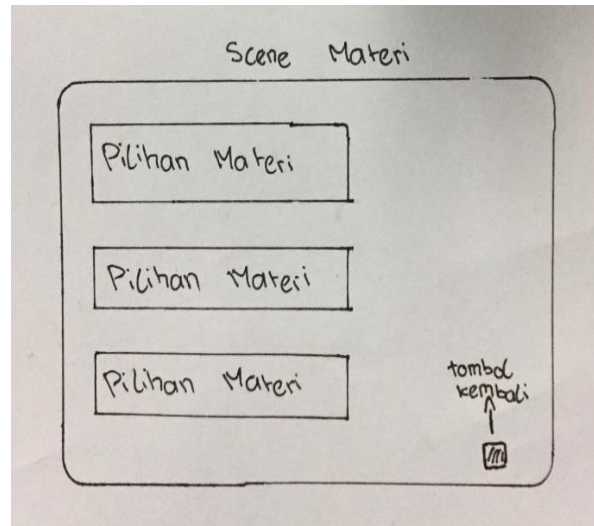 Scene Materi
Pilihan Materi
Pilihan Materi
Pilihan Materi
tombol
kembali